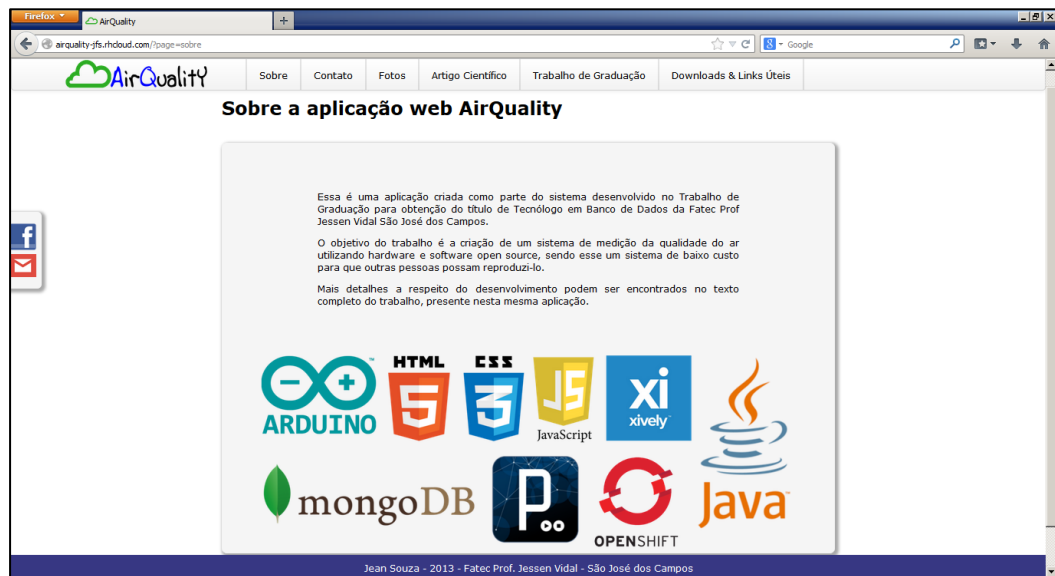 Firefox
AirQuality
airquality-jfs.rhcloud.com/?page=sobre
Google
AirQuality
Sobre
Contato
Fotos
Artigo Científico
Trabalho de Graduação
Downloads & Links Úteis
Sobre a aplicação web AirQuality
Essa é uma aplicação criada como parte do sistema desenvolvido no Trabalho de
Graduação para obtenção do título de Tecnólogo em Banco de Dados da Fatec Prof
Jessen Vidal São José dos Campos.
O objetivo do trabalho é a criação de um sistema de medição da qualidade do ar
utilizando hardware e software open source, sendo esse um sistema de baixo custo
para que outras pessoas possam reproduzi-lo.
Mais detalhes a respeito do desenvolvimento podem ser encontrados no texto
completo do trabalho, presente nesta mesma aplicação.
ARDUINO
HTML
5
CSS
3
JS
JavaScript
xi
xively
Java
mongoDB
P
OPENSHIFT
Jean Souza - 2013 - Fatec Prof. Jessen Vidal - São José dos Campos